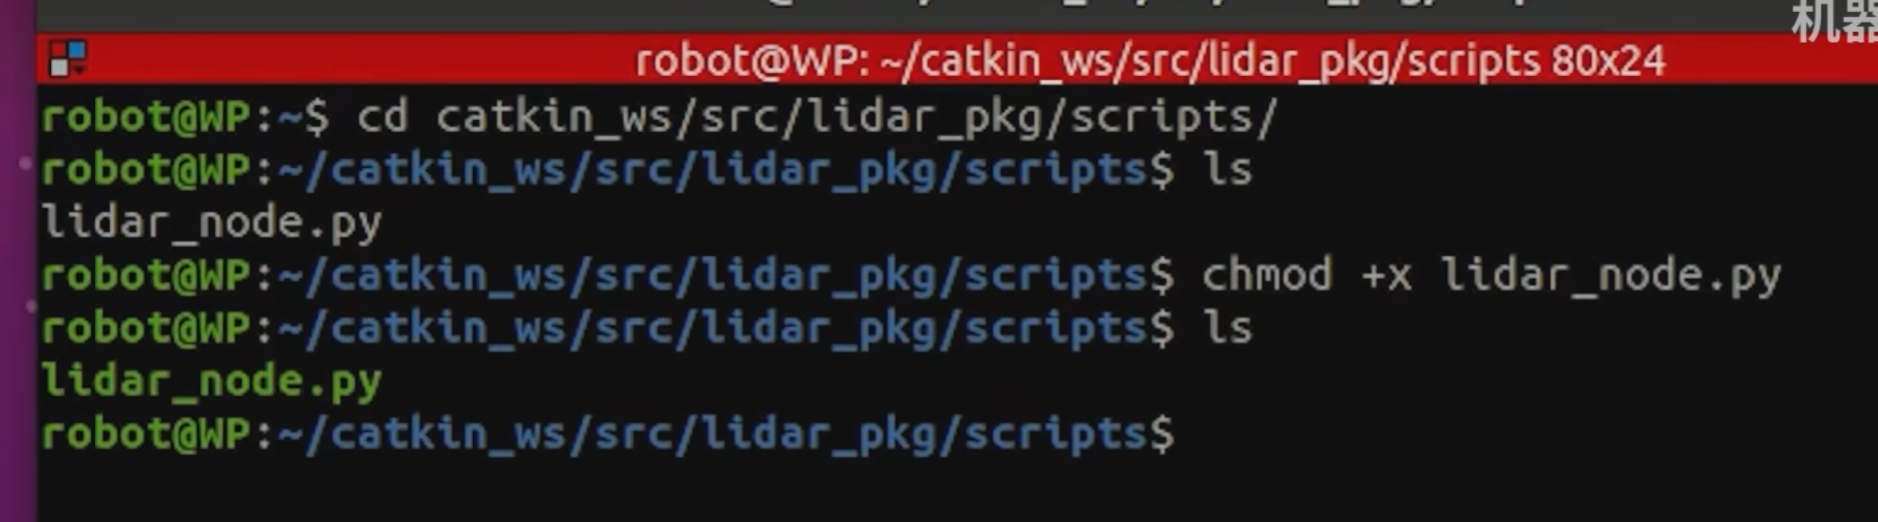 机器
robot@WP: ~/catkin_ws/src/lidar_pkg/scripts 80x24
robot@WP:~$ cd catkin_ws/src/lidar_pkg/scripts/
robot@WP:~/catkin_ws/src/lidar_pkg/scripts$ ls
lidar_node.py
robot@WP:~/catkin_ws/src/lidar_pkg/scripts$ chmod +x lidar_node.py
robot@WP:~/catkin_ws/src/lidar_pkg/scripts$ ls
lidar_node.py
robot@WP:~/catkin_ws/src/lidar_pkg/scripts$